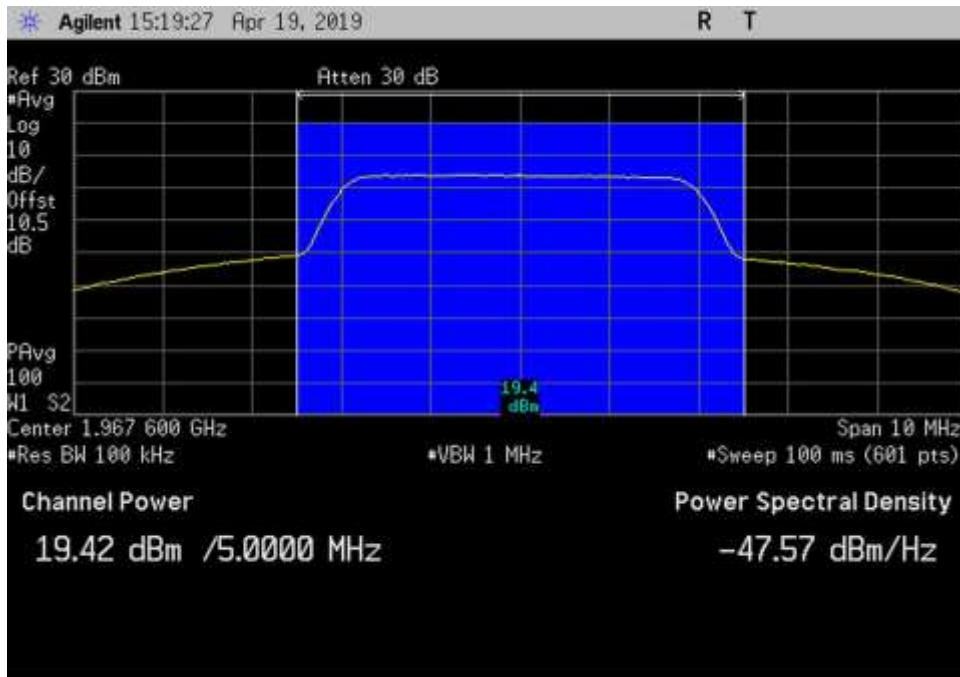 Agilent 15:19:27 Apr 19, 2019 R T
Ref 30 dBm Atten 30 dB
#Avg
Log
10
dB/
Offst
10.5
dB
PAvg
100
W1 S2
19.4
dBm
Center 1.967 600 GHz Span 10 MHz
#Res BW 100 kHz #VBW 1 MHz #Sweep 100 ms (601 pts)
Channel Power Power Spectral Density
19.42 dBm /5.0000 MHz -47.57 dBm/Hz